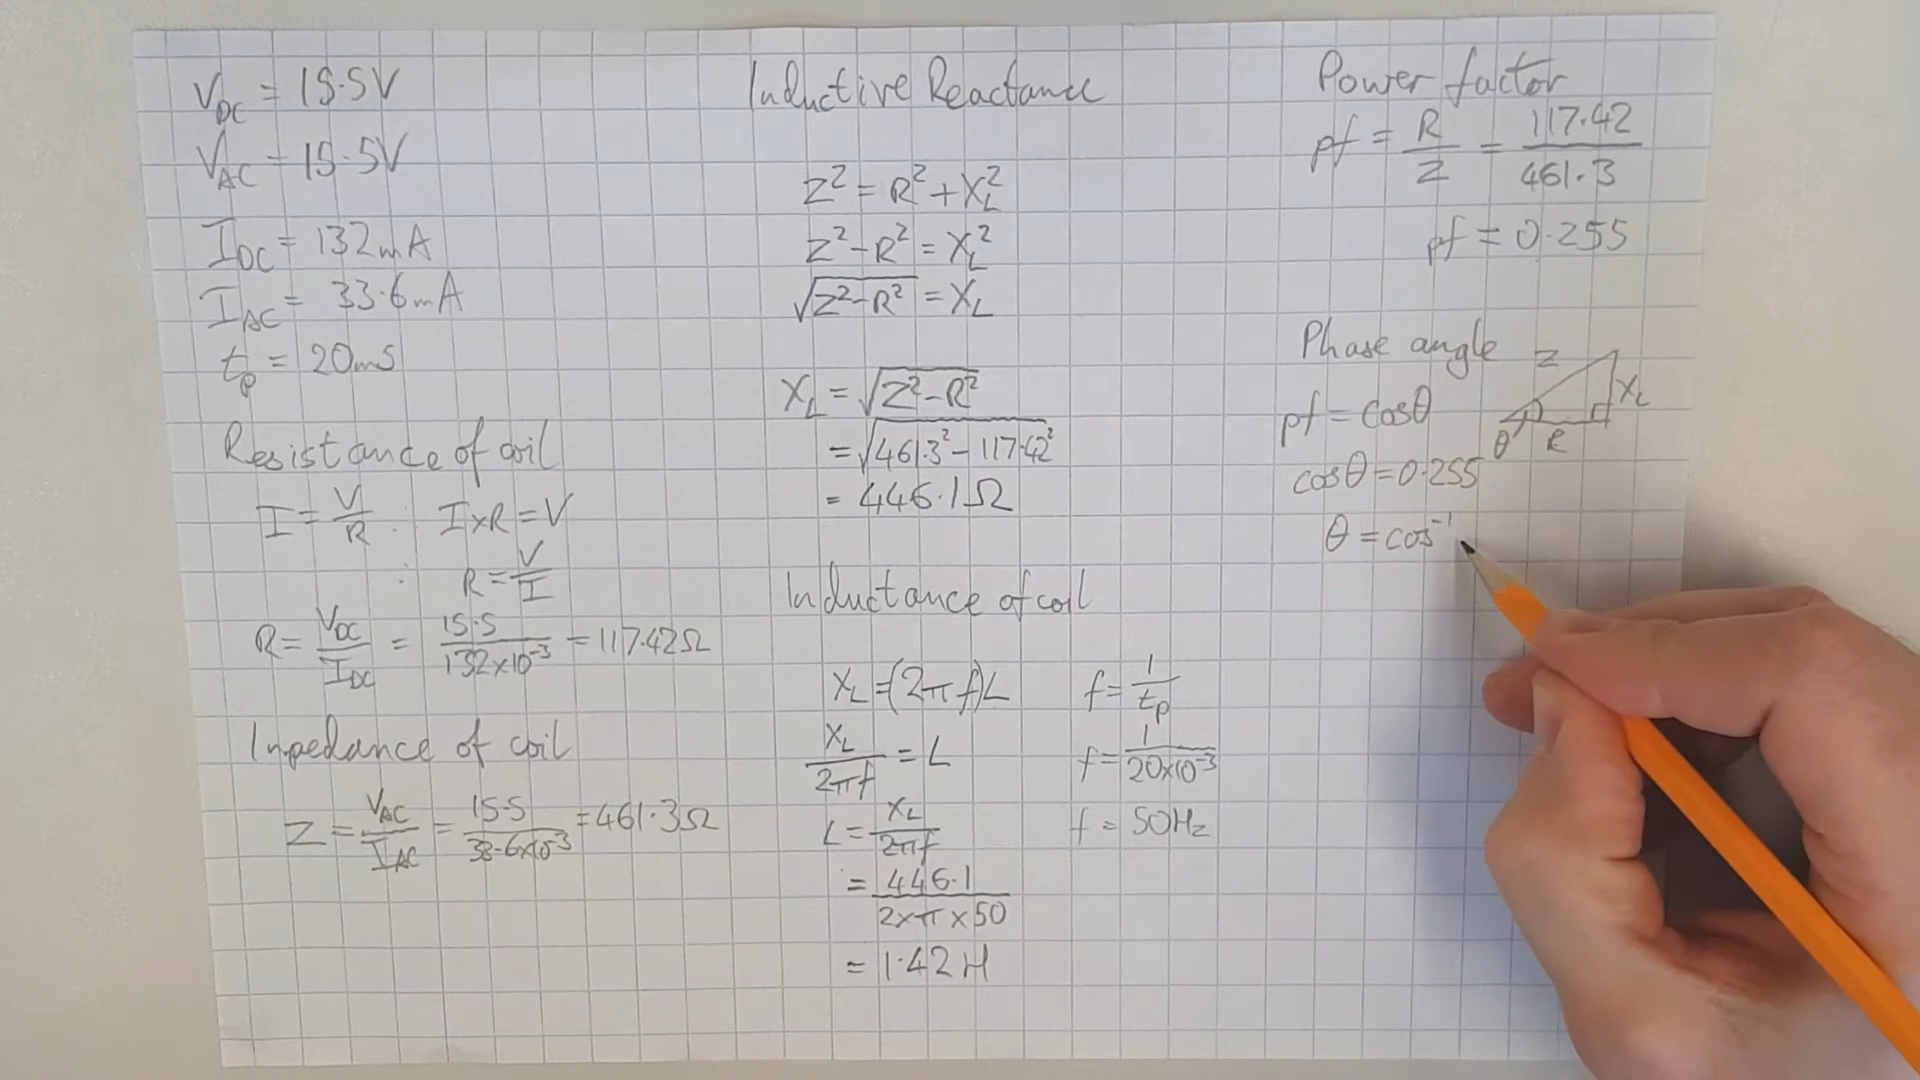 V_DC = 15.5V
V_AC = 15.5V
I_DC = 132mA
I_AC = 33.6mA
t_p = 20ms
Resistance of coil
I = V/R ∴ I×R = V
∴ R = V/I
R = V_DC/I_DC = 15.5/132×10⁻³ = 117.42Ω
Impedance of coil
Z = V_AC/I_AC = 15.5/33.6×10⁻³ = 461.3Ω
Inductive Reactance
Z² = R² + X_L²
Z² − R² = X_L²
√(Z² − R²) = X_L
X_L = √(Z² − R²)
= √(461.3² − 117.42²)
= 446.1Ω
Inductance of coil
X_L = (2πf)L
X_L/2πf = L
L = X_L/2πf
= 446.1/2×π×50
= 1.42H
f = 1/t_p
f = 1/20×10⁻³
f = 50Hz
Power factor
pf = R/Z = 117.42/461.3
pf = 0.255
Phase angle
Z
X_L
R
θ
pf = cosθ
cosθ = 0.255
θ = cos⁻¹